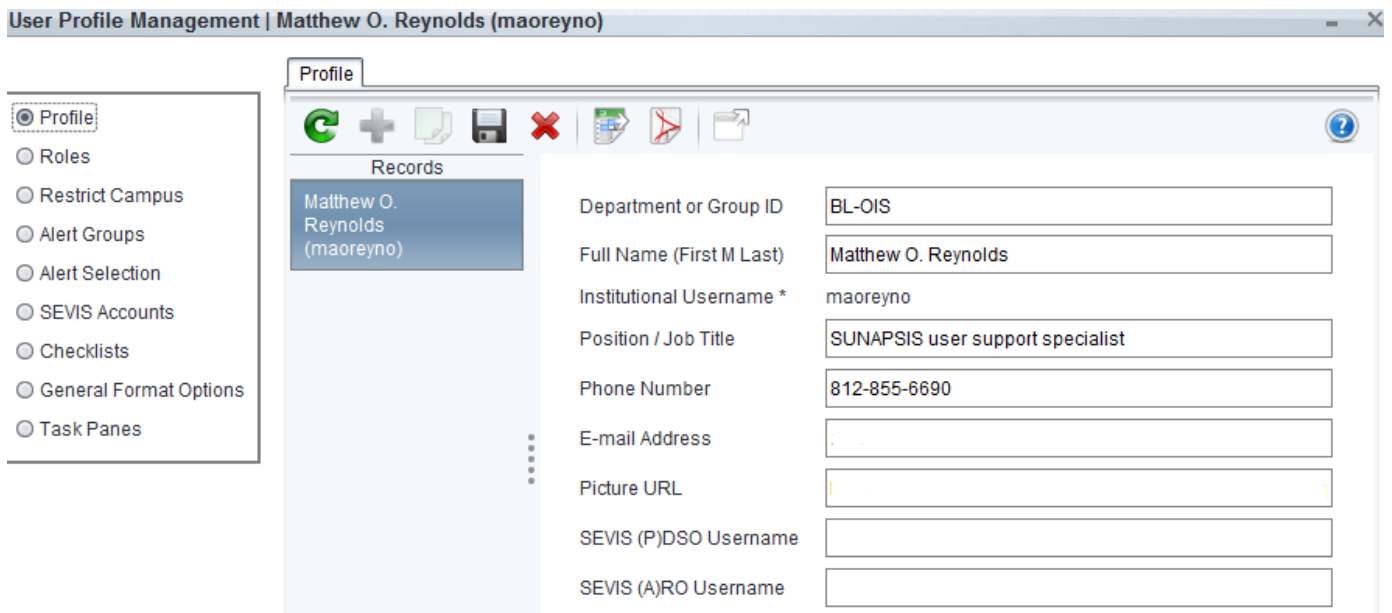 User Profile Management | Matthew O. Reynolds (maoreyno)
Profile
Profile
Roles
Restrict Campus
Alert Groups
Alert Selection
SEVIS Accounts
Checklists
General Format Options
Task Panes
Records
Matthew O.
Reynolds
(maoreyno)
Department or Group ID BL-OIS
Full Name (First M Last) Matthew O. Reynolds
Institutional Username * maoreyno
Position / Job Title SUNAPSIS user support specialist
Phone Number 812-855-6690
E-mail Address
Picture URL
SEVIS (P)DSO Username
SEVIS (A)RO Username